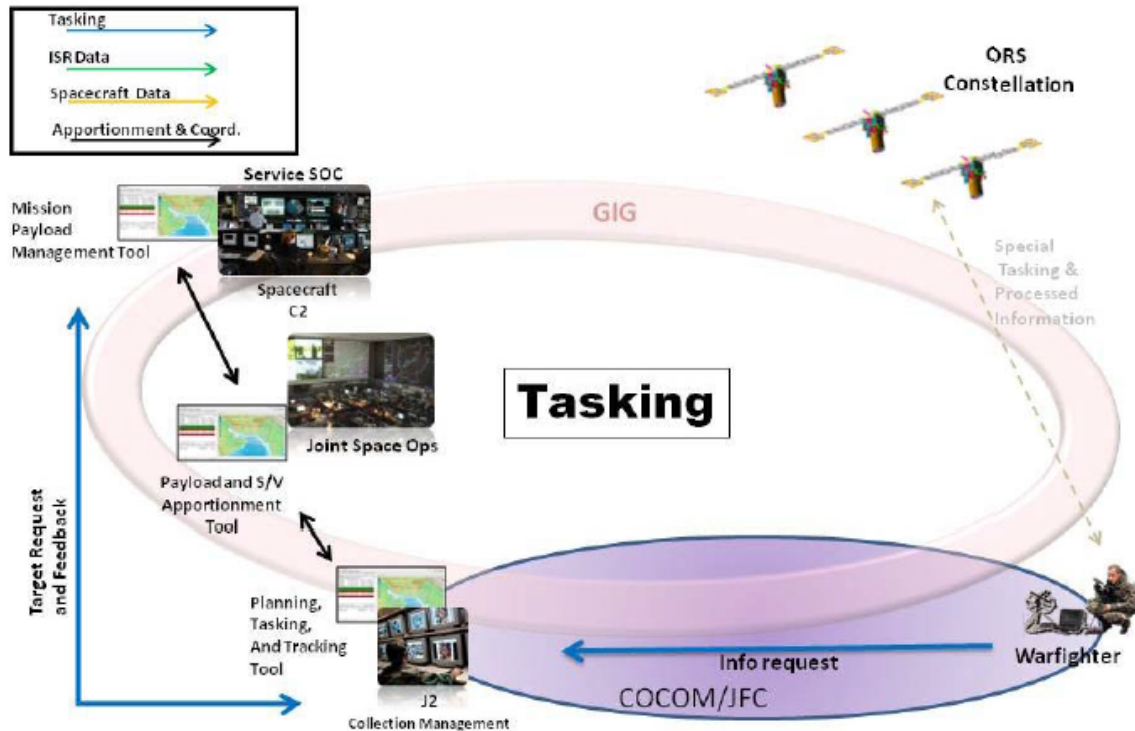 Tasking
ISR Data
Spacecraft Data
Apportionment & Coord.
ORS
Constellation
Service SOC
Mission
Payload
Management Tool
GIG
Spacecraft
C2
Special
Tasking &
Processed
Information
Tasking
Joint Space Ops
Payload and S/V
Apportionment
Tool
Target Request
and Feedback
Planning,
Tasking,
And Tracking
Tool
Info request
Warfighter
COCOM/JFC
J2
Collection Management